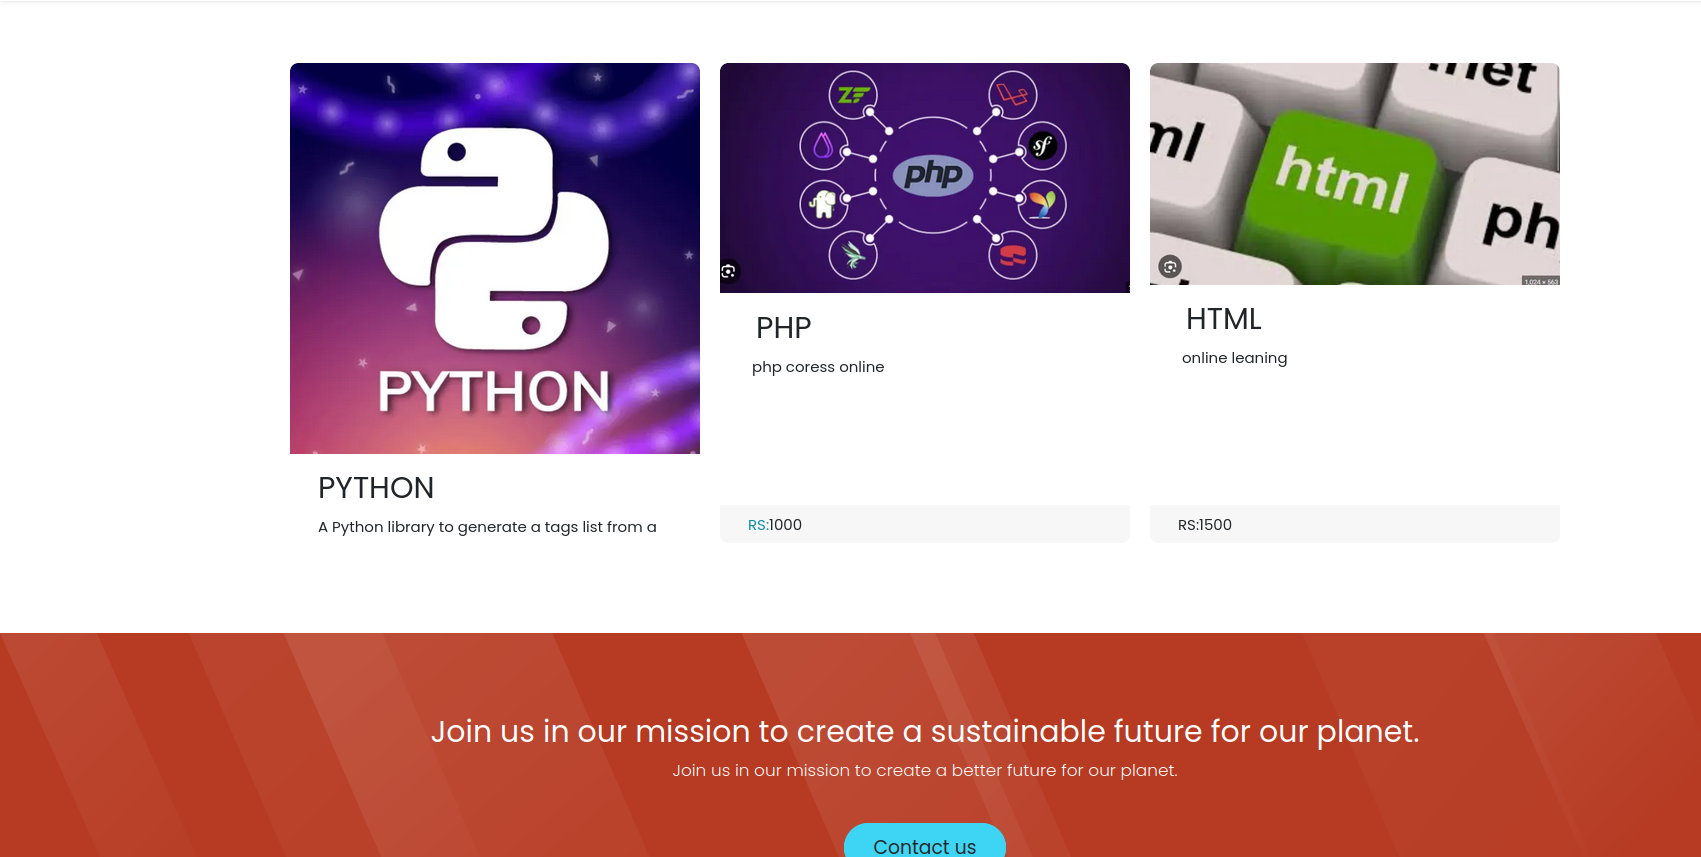 PYTHON
PYTHON
A Python library to generate a tags list from a
ZF
sf
php
PHP
php coress online
RS:1000
.net
ml
html
ph
1,024 × 563
HTML
online leaning
RS:1500
Join us in our mission to create a sustainable future for our planet.
Join us in our mission to create a better future for our planet.
Contact us